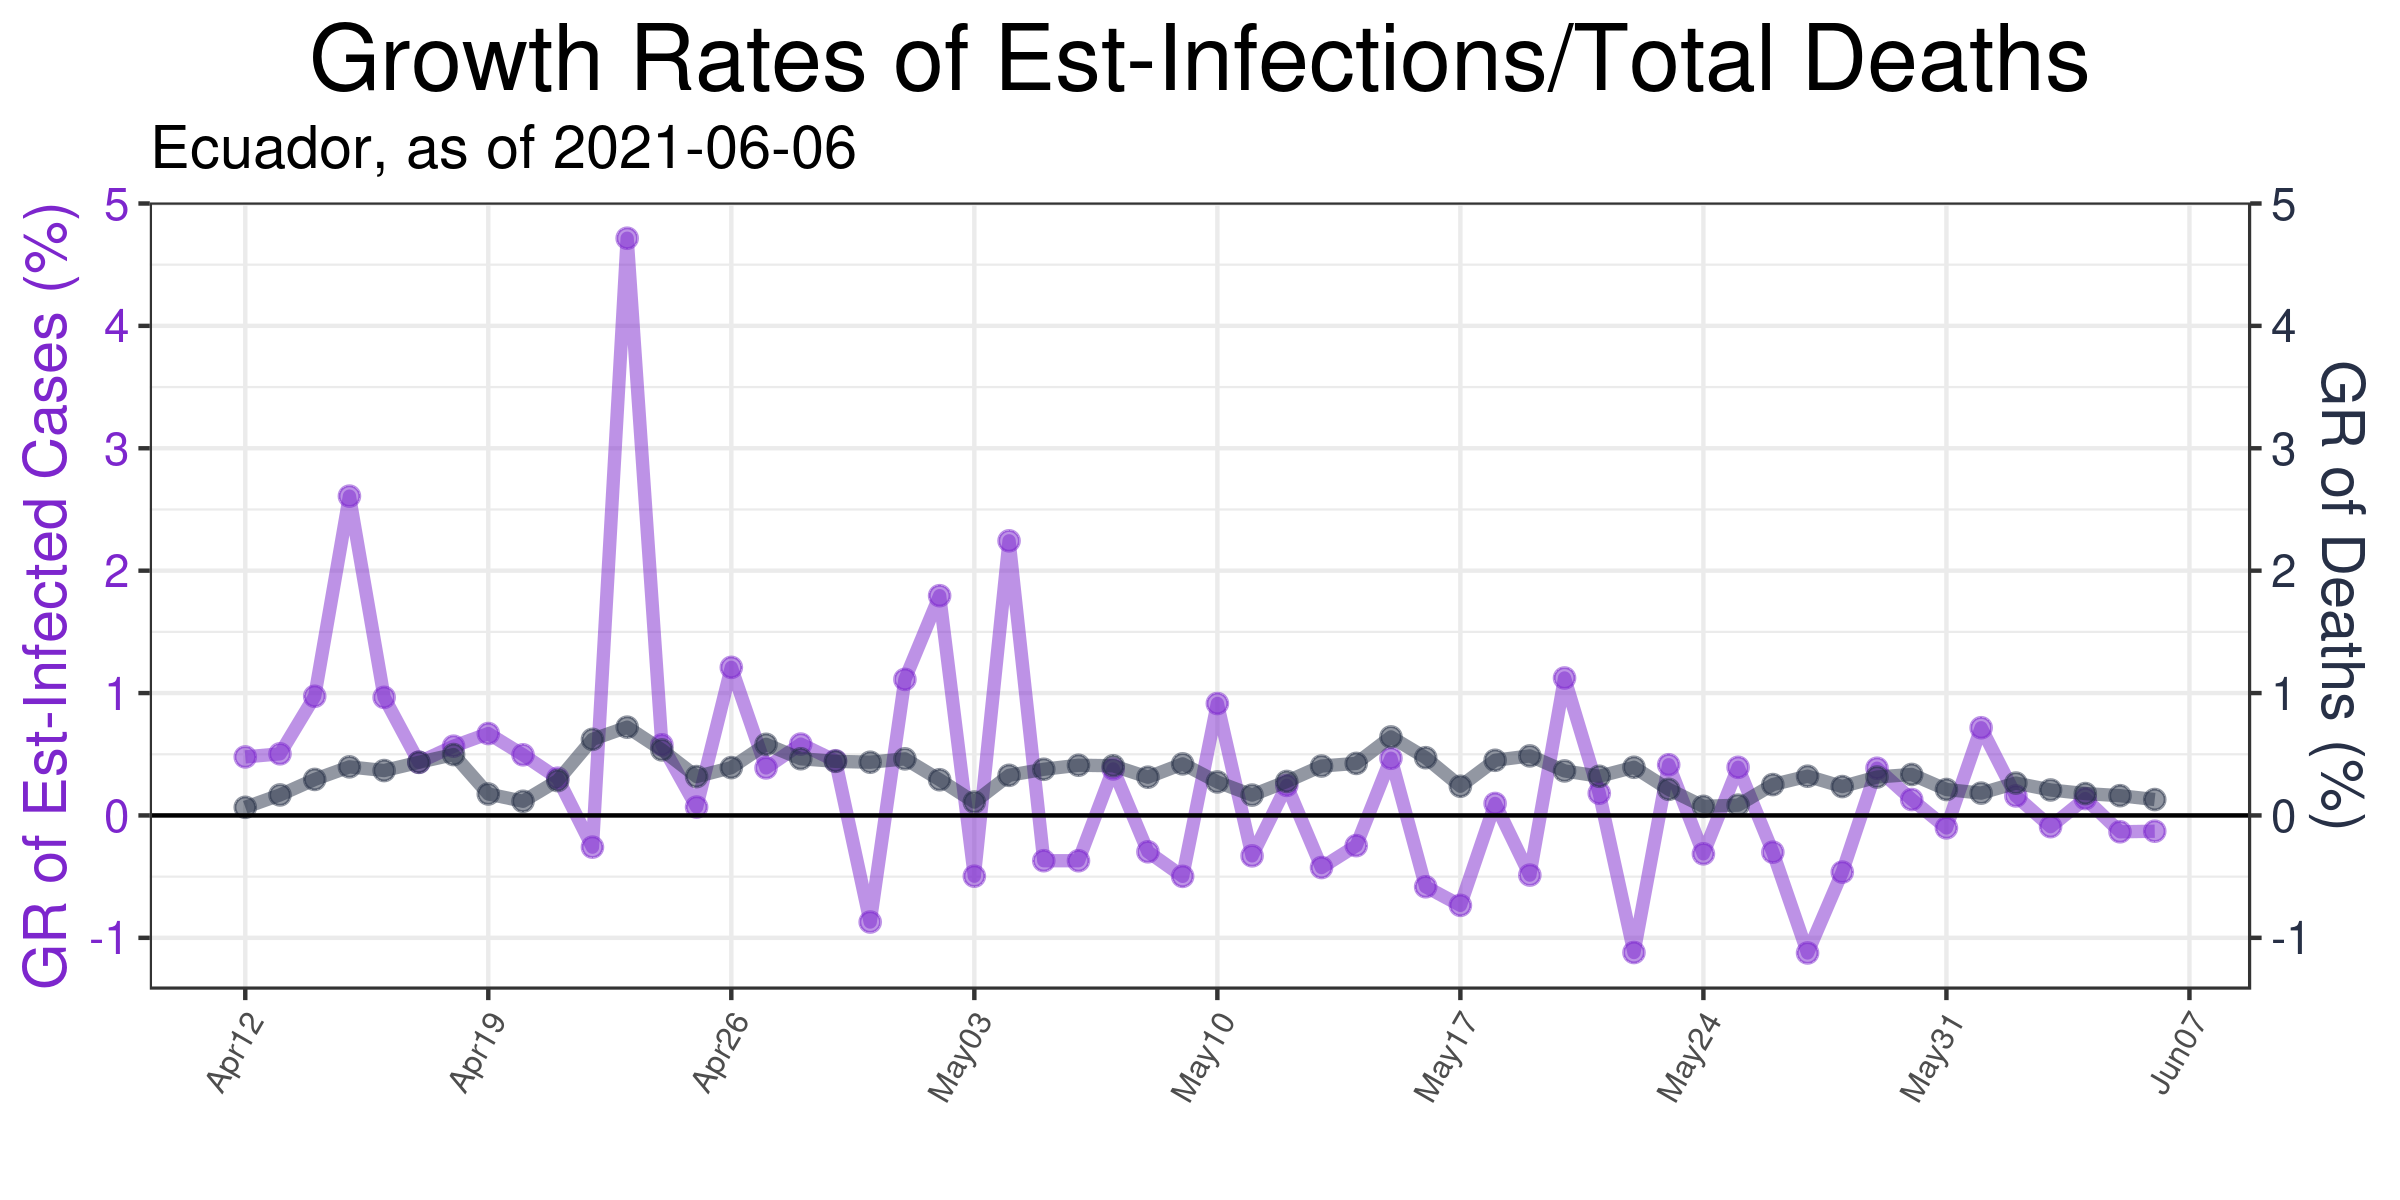 Growth Rates of Est-Infections/Total Deaths
Ecuador, as of 2021-06-06
GR of Est-Infected Cases (%)
5
4
3
2
1
0
-1
5
4
3
2
1
0
-1
GR of Deaths (%)
Apr12
Apr19
Apr26
May03
May10
May17
May24
May31
Jun07